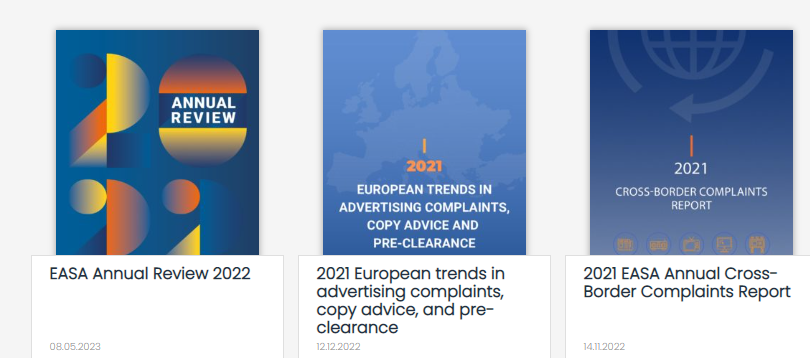 ANNUAL
REVIEW
2021
EUROPEAN TRENDS IN
ADVERTISING COMPLAINTS,
COPY ADVICE AND
PRE-CLEARANCE
2021
CROSS-BORDER COMPLAINTS
REPORT
EASA Annual Review 2022
08.05.2023
2021 European trends in
advertising complaints,
copy advice, and pre-
clearance
12.12.2022
2021 EASA Annual Cross-
Border Complaints Report
14.11.2022